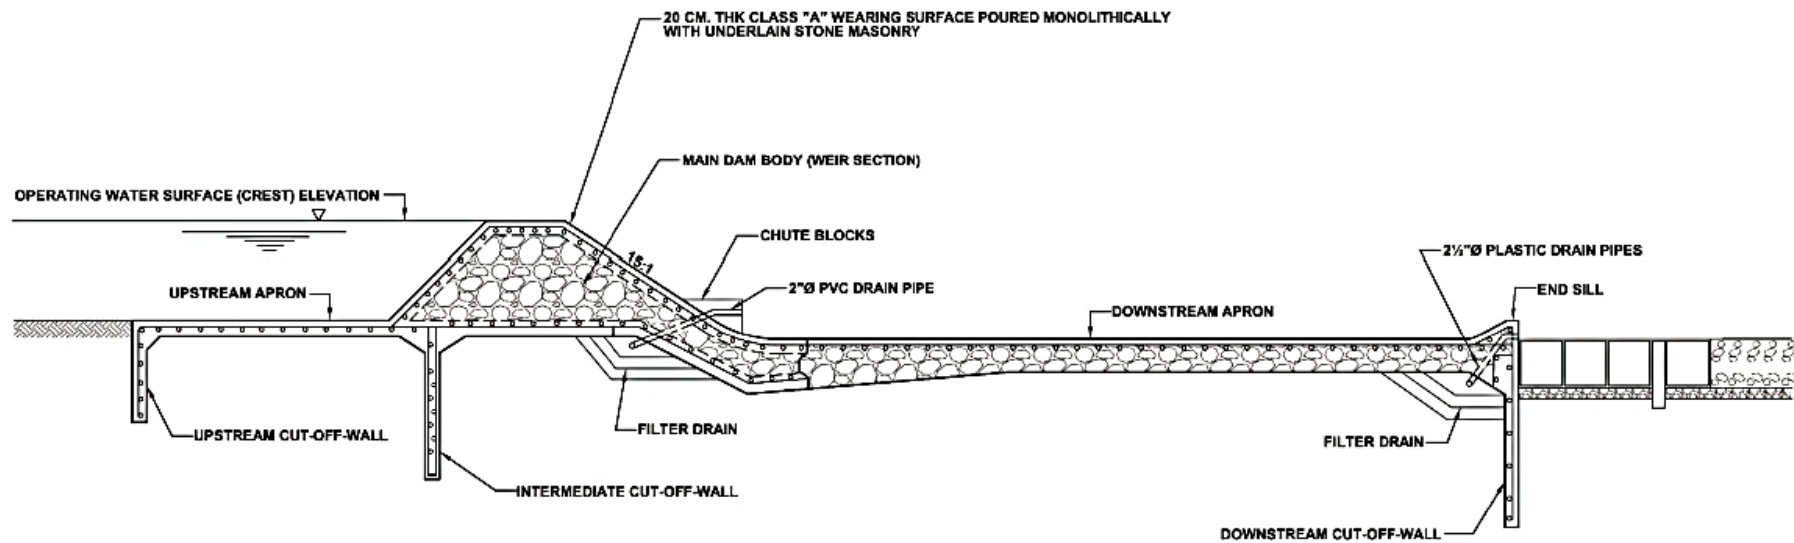 20 CM. THK CLASS "A" WEARING SURFACE POURED MONOLITHICALLY
WITH UNDERLAIN STONE MASONRY
MAIN DAM BODY (WEIR SECTION)
OPERATING WATER SURFACE (CREST) ELEVATION
CHUTE BLOCKS
2½"Ø PLASTIC DRAIN PIPES
15:1
UPSTREAM APRON
2"Ø PVC DRAIN PIPE
END SILL
DOWNSTREAM APRON
UPSTREAM CUT-OFF-WALL
FILTER DRAIN
FILTER DRAIN
INTERMEDIATE CUT-OFF-WALL
DOWNSTREAM CUT-OFF-WALL